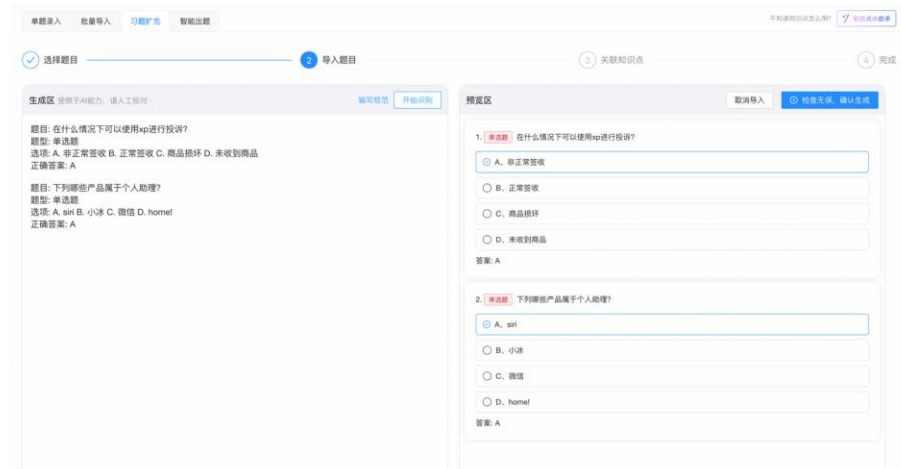 单题录入 批量导入 习题扩充 智能出题
不知道知识点怎么用? 知识点小助手
选择题目 2 导入题目 3 关联知识点 4 完成
生成区 受限于AI能力，请人工校对 编写规范 开始识别
题目: 在什么情况下可以使用xp进行投诉?
题型: 单选题
选项: A. 非正常签收 B. 正常签收 C. 商品损坏 D. 未收到商品
正确答案: A
题目: 下列哪些产品属于个人助理?
题型: 单选题
选项: A. siri B. 小冰 C. 微信 D. home!
正确答案: A
预览区 取消导入 检查无误，确认生成
1. 单选题 在什么情况下可以使用xp进行投诉?
A、非正常签收
B、正常签收
C、商品损坏
D、未收到商品
答案: A
2. 单选题 下列哪些产品属于个人助理?
A、siri
B、小冰
C、微信
D、home!
答案: A